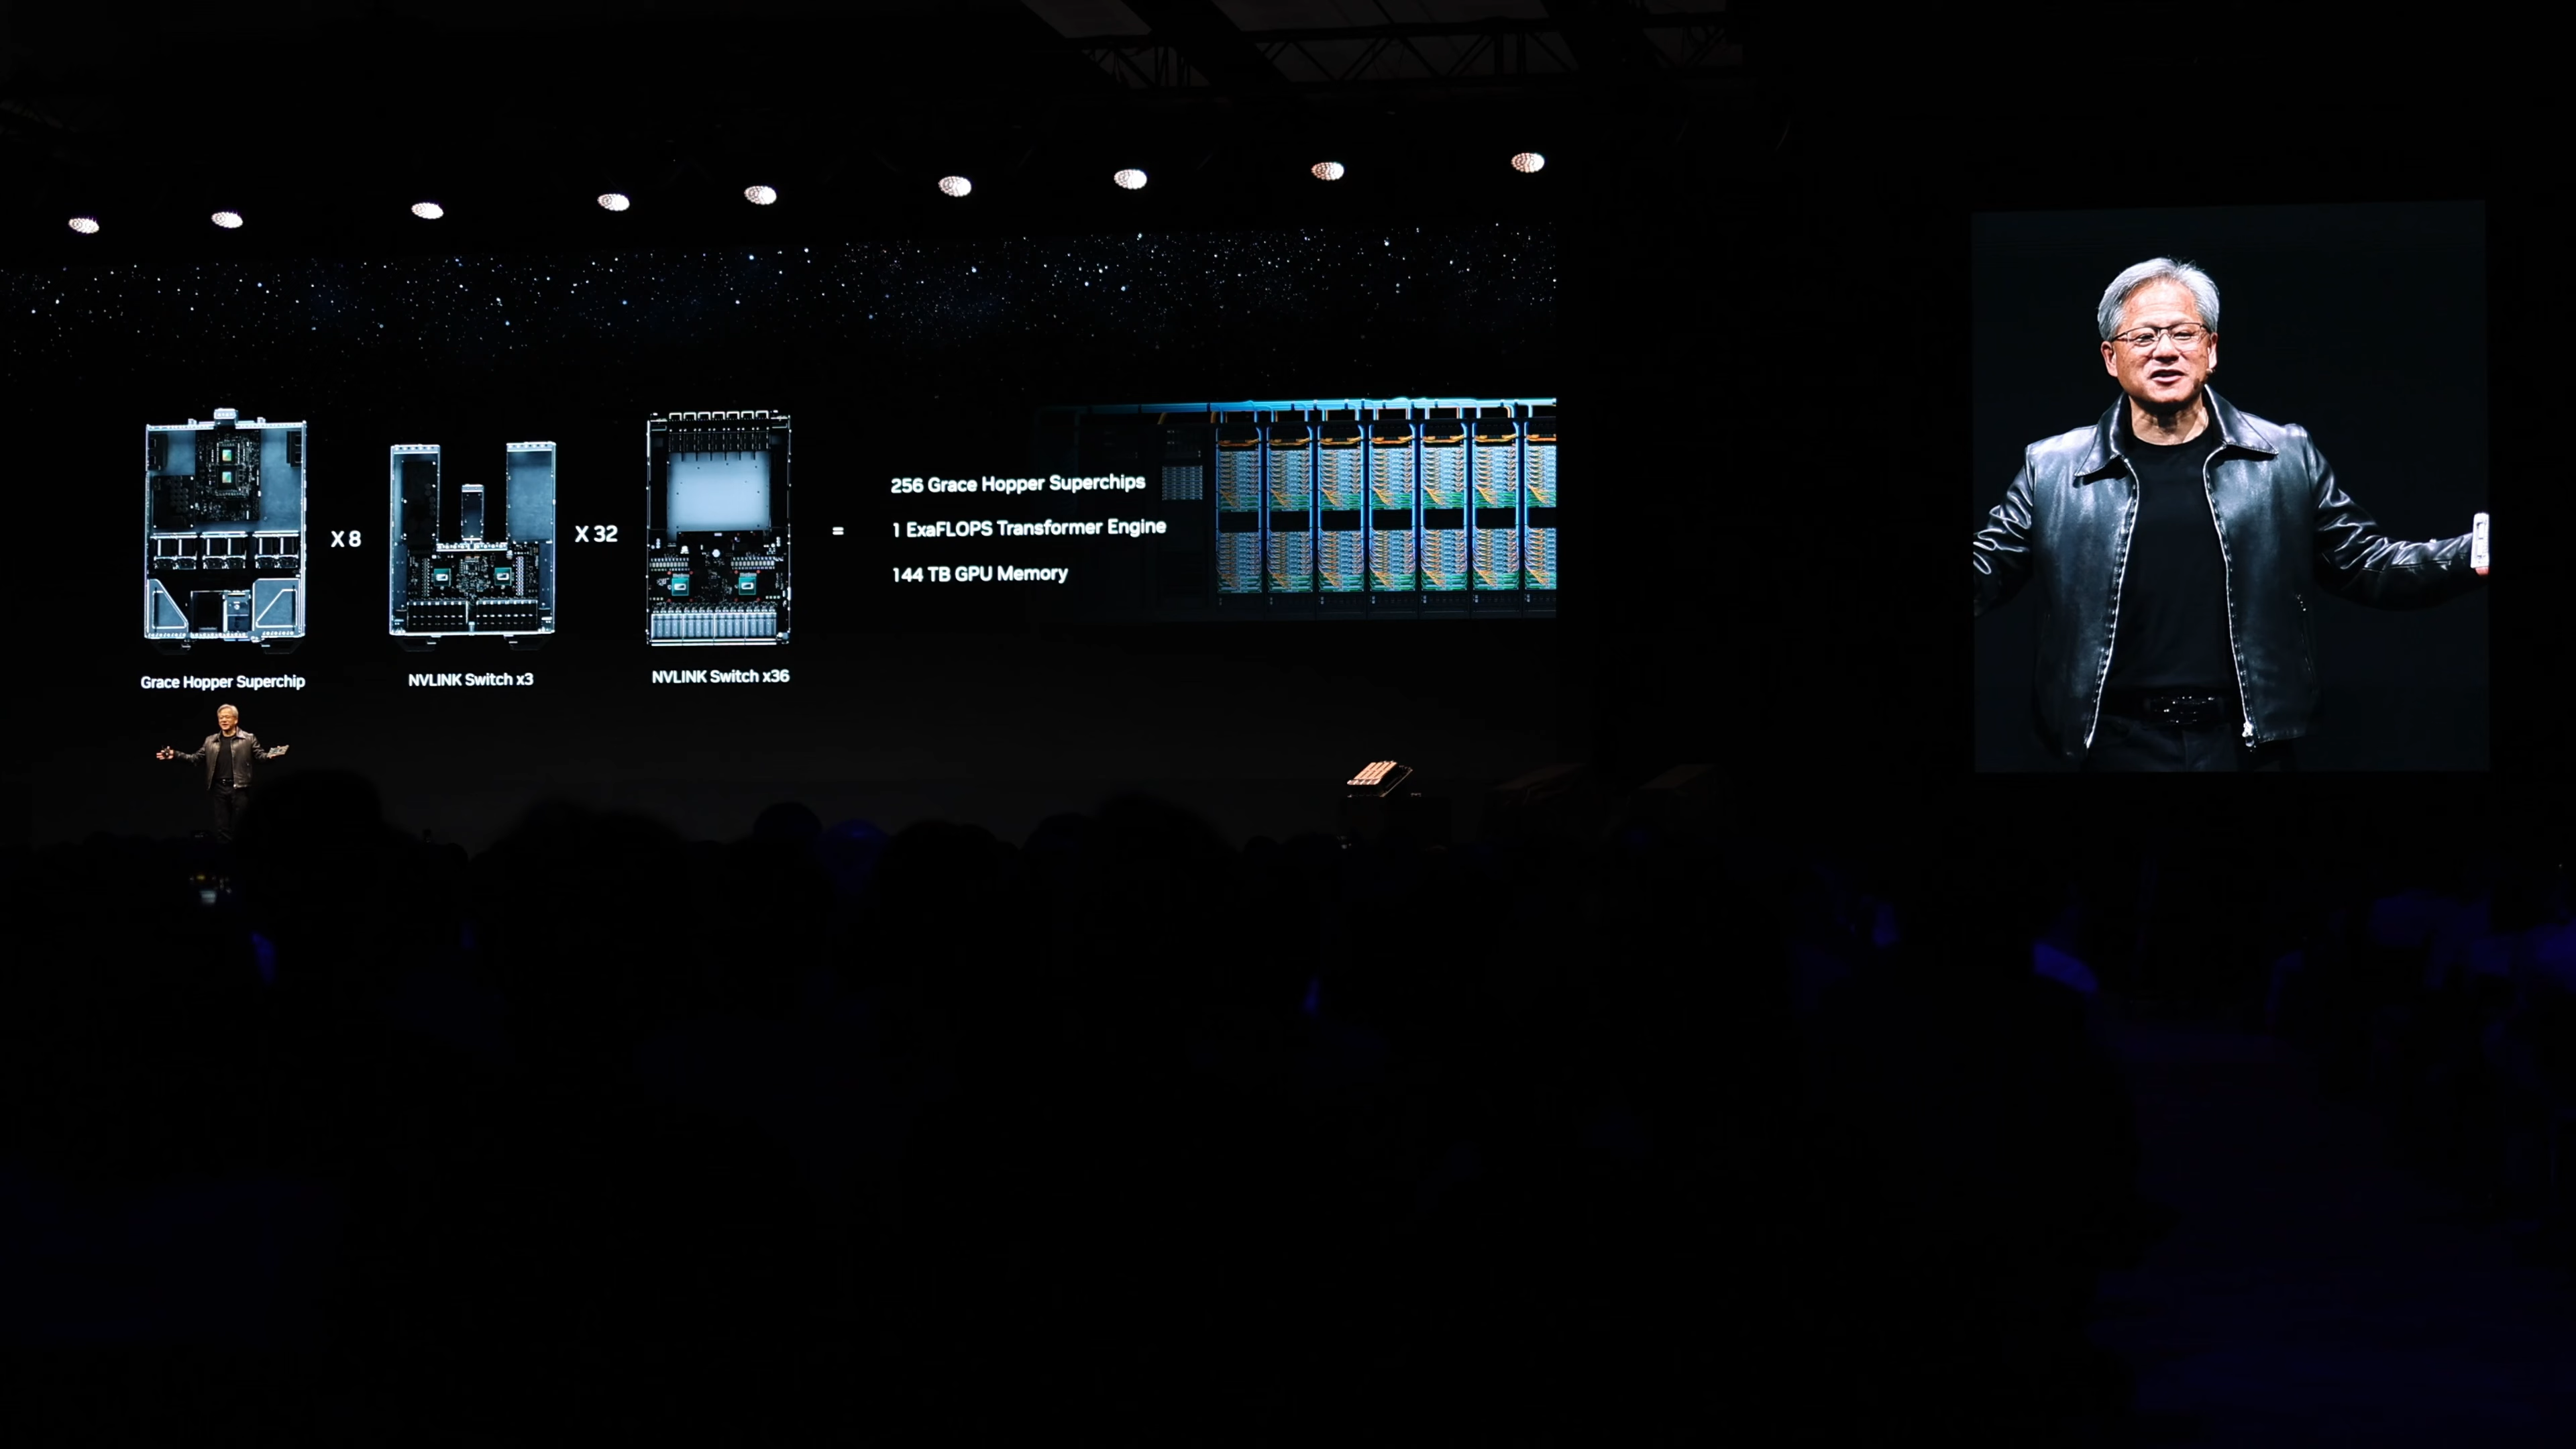 X 8
X 32
=
256 Grace Hopper Superchips
1 ExaFLOPS Transformer Engine
144 TB GPU Memory
Grace Hopper Superchip
NVLINK Switch x3
NVLINK Switch x36